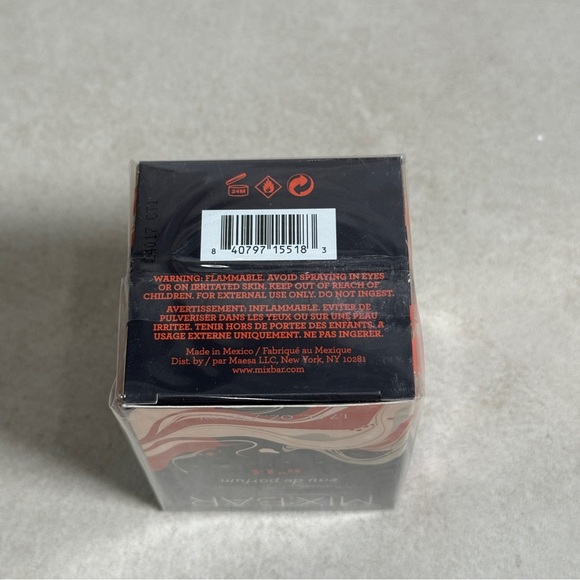 24M
8 40797 15518 3
WARNING: FLAMMABLE. AVOID SPRAYING IN EYES
OR ON IRRITATED SKIN. KEEP OUT OF REACH OF
CHILDREN. FOR EXTERNAL USE ONLY. DO NOT INGEST.
AVERTISSEMENT: INFLAMMABLE. EVITER DE
PULVERISER DANS LES YEUX OU SUR UNE PEAU
IRRITEE. TENIR HORS DE PORTEE DES ENFANTS. A
USAGE EXTERNE UNIQUEMENT. NE PAS INGERER.
Made in Mexico / Fabriqué au Mexique
Dist. by / par Maesa LLC, New York, NY 10281
www.mixbar.com
eau de parfum
MIX:BAR